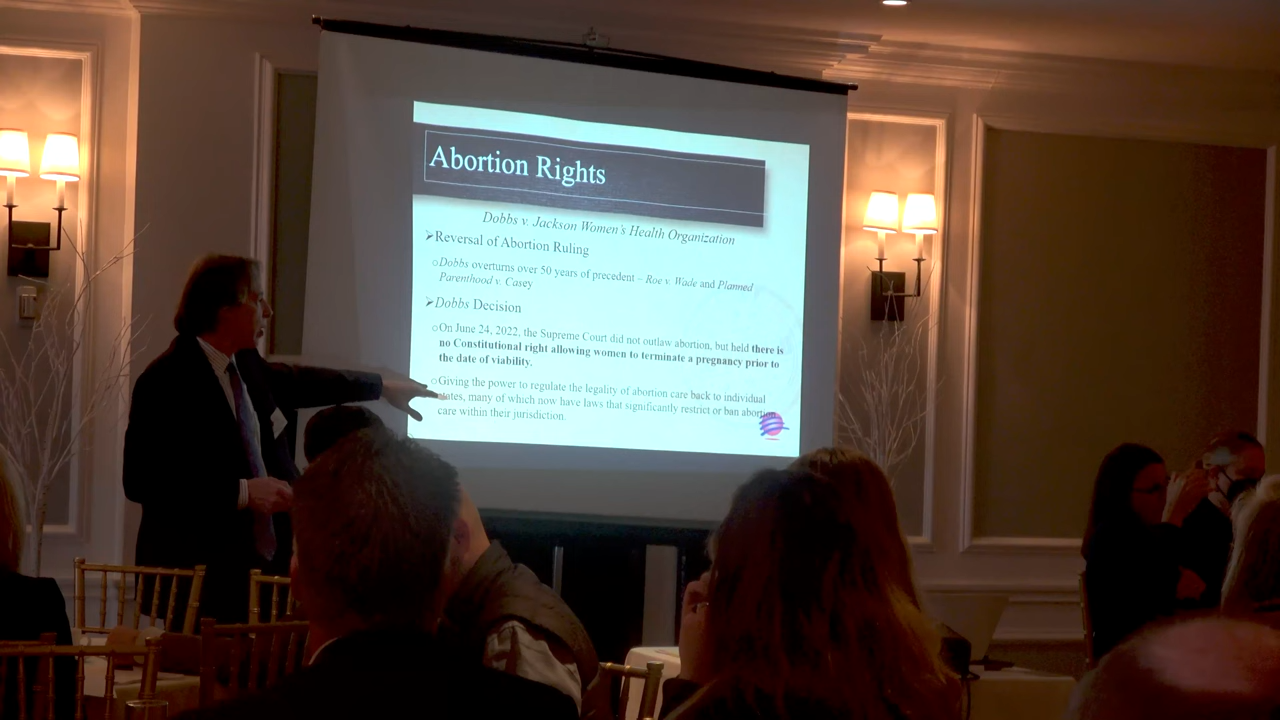 Abortion Rights
Dobbs v. Jackson Women's Health Organization
➤Reversal of Abortion Ruling
○Dobbs overturns over 50 years of precedent – Roe v. Wade and Planned
Parenthood v. Casey
➤Dobbs Decision
○On June 24, 2022, the Supreme Court did not outlaw abortion, but held there is
no Constitutional right allowing women to terminate a pregnancy prior to
the date of viability.
○Giving the power to regulate the legality of abortion care back to individual
states, many of which now have laws that significantly restrict or ban abortion
care within their jurisdiction.